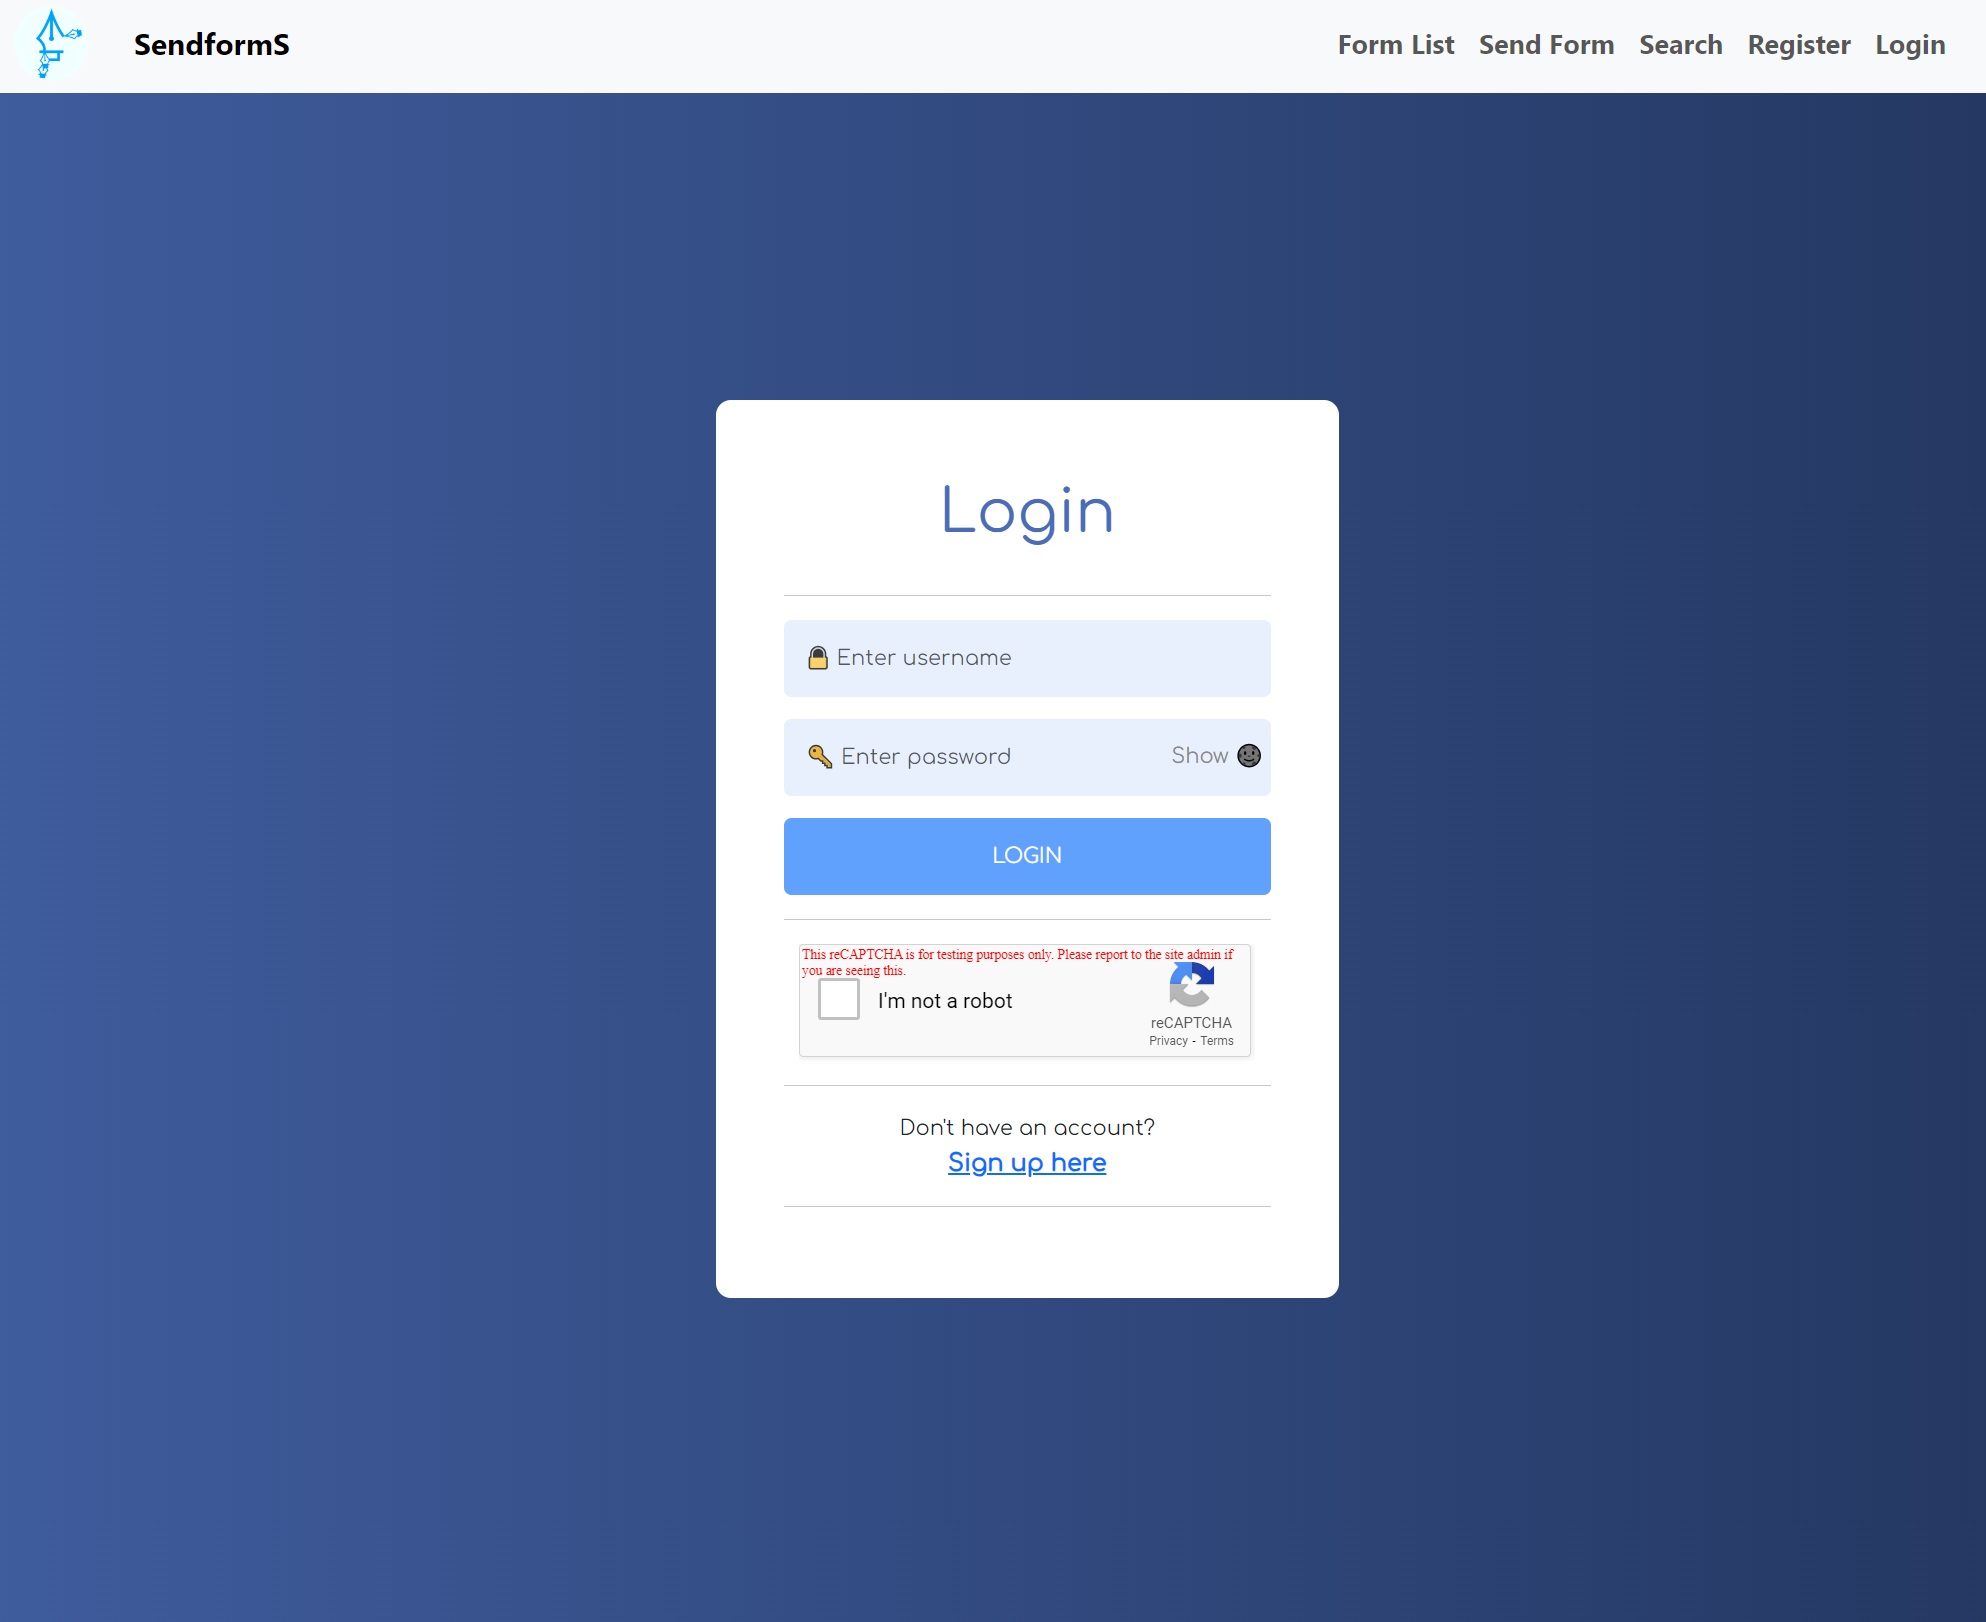 SendformS
Form List Send Form Search Register Login
Login
Enter username
Enter password Show
LOGIN
This reCAPTCHA is for testing purposes only. Please report to the site admin if
you are seeing this.
I'm not a robot
reCAPTCHA
Privacy - Terms
Don't have an account?
Sign up here